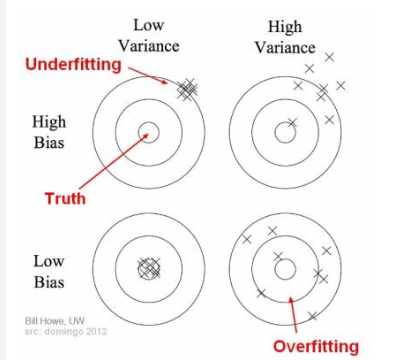 Low
Variance
High
Variance
Underfitting
High
Bias
Truth
Low
Bias
Bill Howe, UW
src: domingo 2012
Overfitting